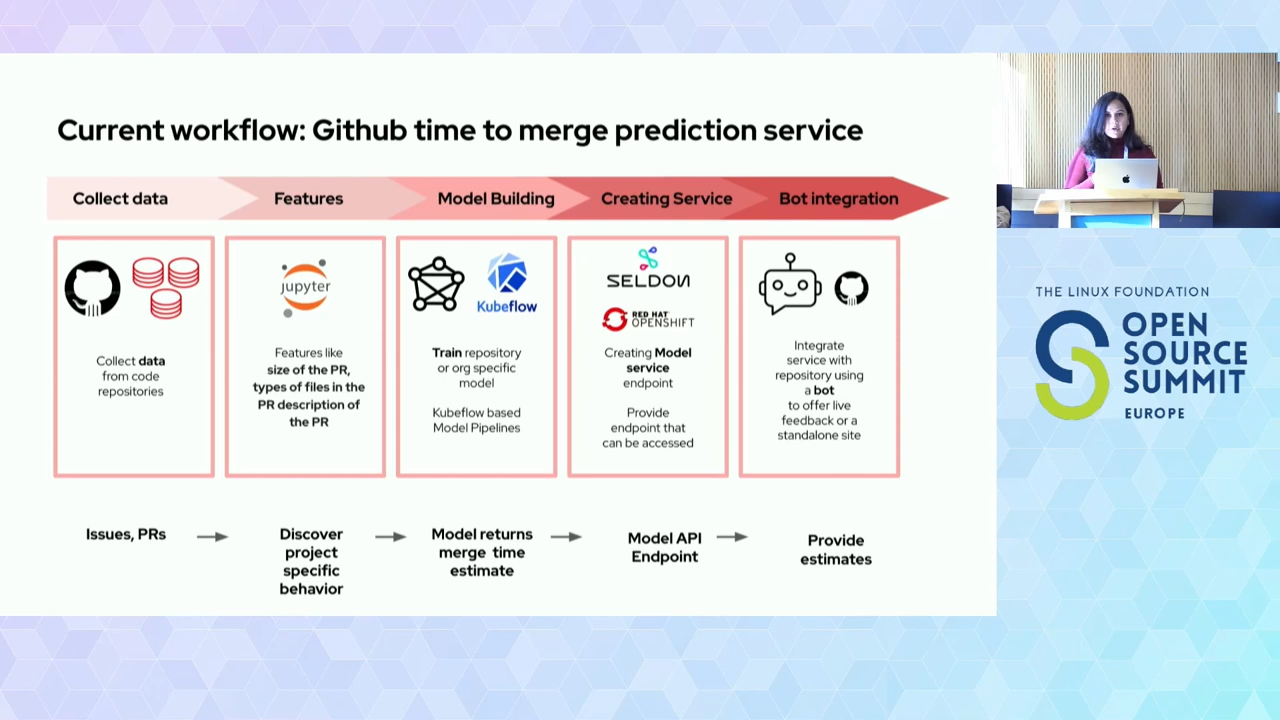 Current workflow: Github time to merge prediction service
Collect data
Features
Model Building
Creating Service
Bot integration
Collect data
from code
repositories
jupyter
Features like
size of the PR,
types of files in the
PR description of
the PR
Kubeflow
Train repository
or org specific
model
Kubeflow based
Model Pipelines
SELDON
RED HAT
OPENSHIFT
Creating Model
service
endpoint
Provide
endpoint that
can be accessed
Integrate
service with
repository using
a bot
to offer live
feedback or a
standalone site
Issues, PRs
Discover
project
specific
behavior
Model returns
merge time
estimate
Model API
Endpoint
Provide
estimates
THE LINUX FOUNDATION
OPEN
SOURCE
SUMMIT
EUROPE